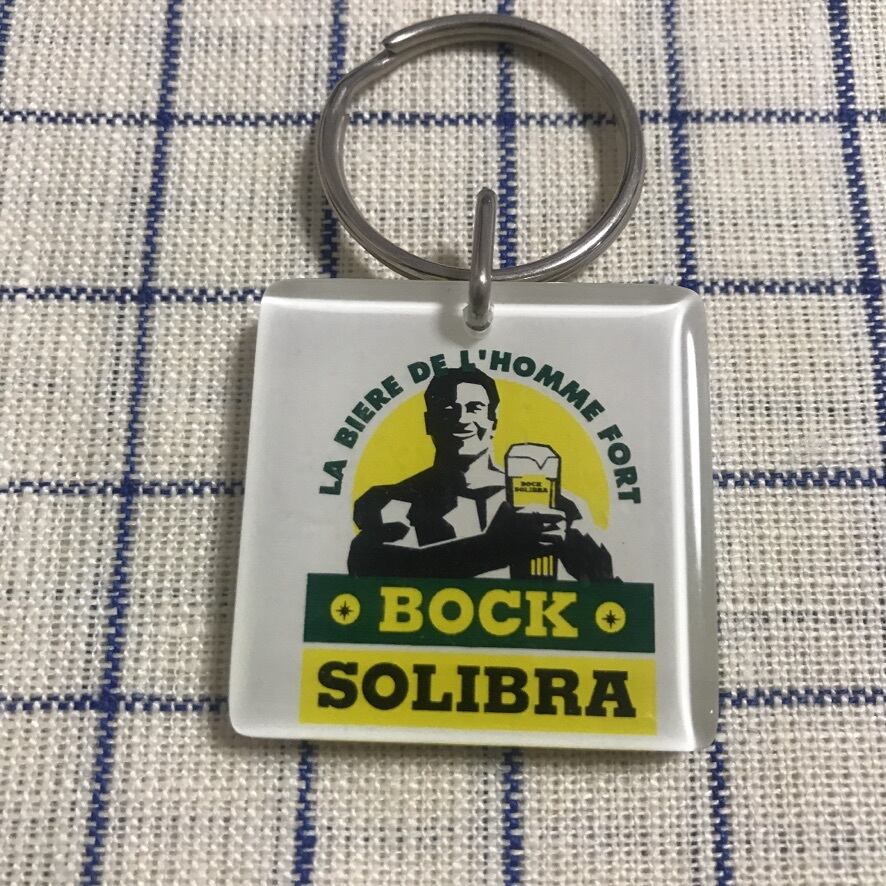 LA BIERE DE L'HOMME FORT
BOCK
SOLIBRA
BOCK
SOLIBRA